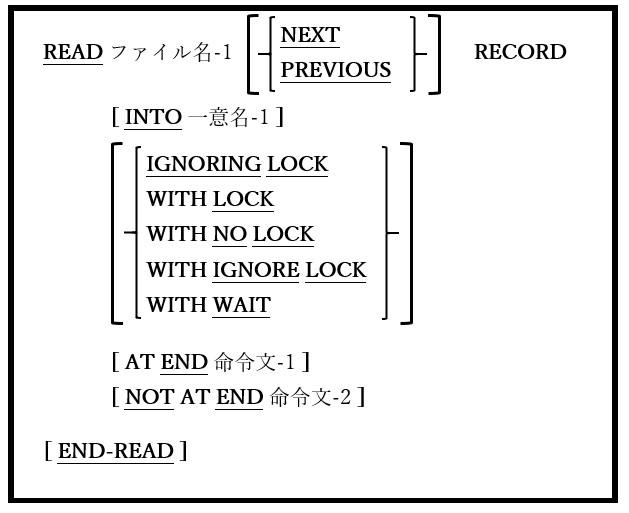 READ ファイル名-1 [ NEXT
PREVIOUS ] RECORD
[ INTO 一意名-1 ]
IGNORING LOCK
WITH LOCK
WITH NO LOCK
WITH IGNORE LOCK
WITH WAIT
[ AT END 命令文-1 ]
[ NOT AT END 命令文-2 ]
[ END-READ ]